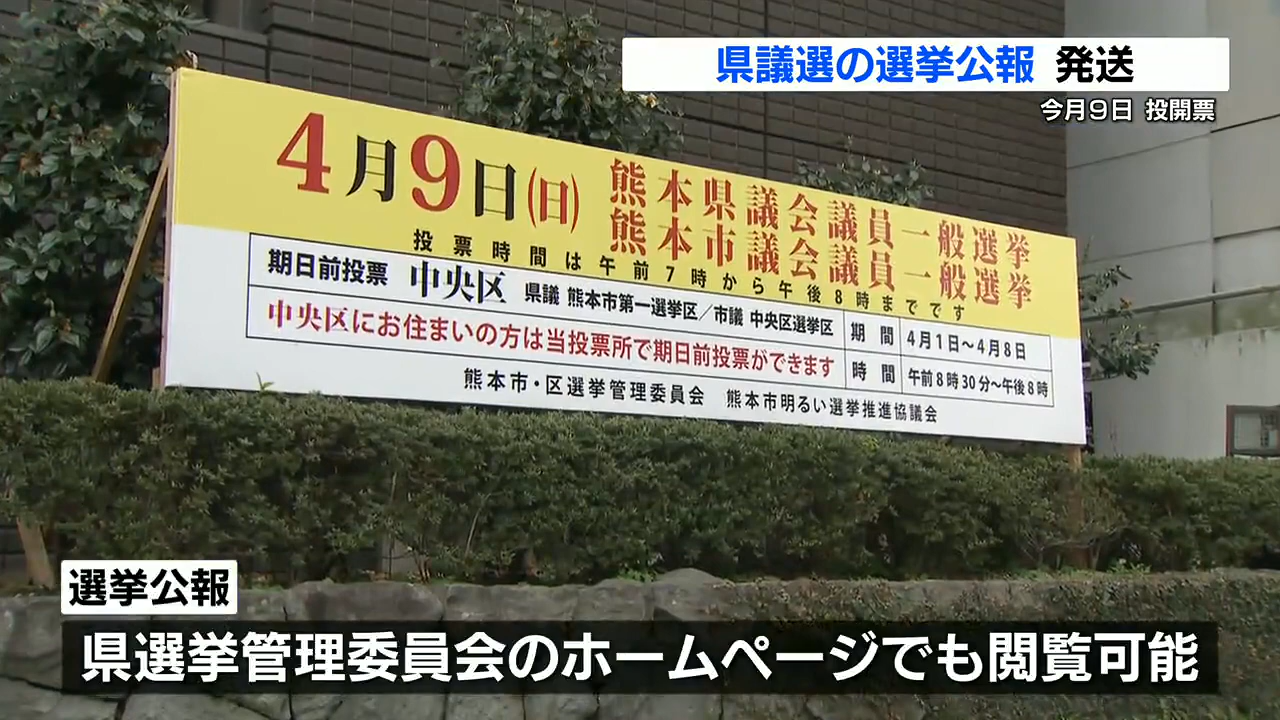 県議選の選挙公報 発送
今月9日 投開票
4月9日(日)
熊本県議会議員一般選挙
熊本市議会議員一般選挙
投票時間は午前7時から午後8時までです
期日前投票 中央区 県議 熊本市第一選挙区／市議 中央区選挙区
期間 4月1日〜4月8日
中央区にお住まいの方は当投票所で期日前投票ができます
時間 午前8時30分〜午後8時
熊本市・区選挙管理委員会 熊本市明るい選挙推進協議会
選挙公報
県選挙管理委員会のホームページでも閲覧可能